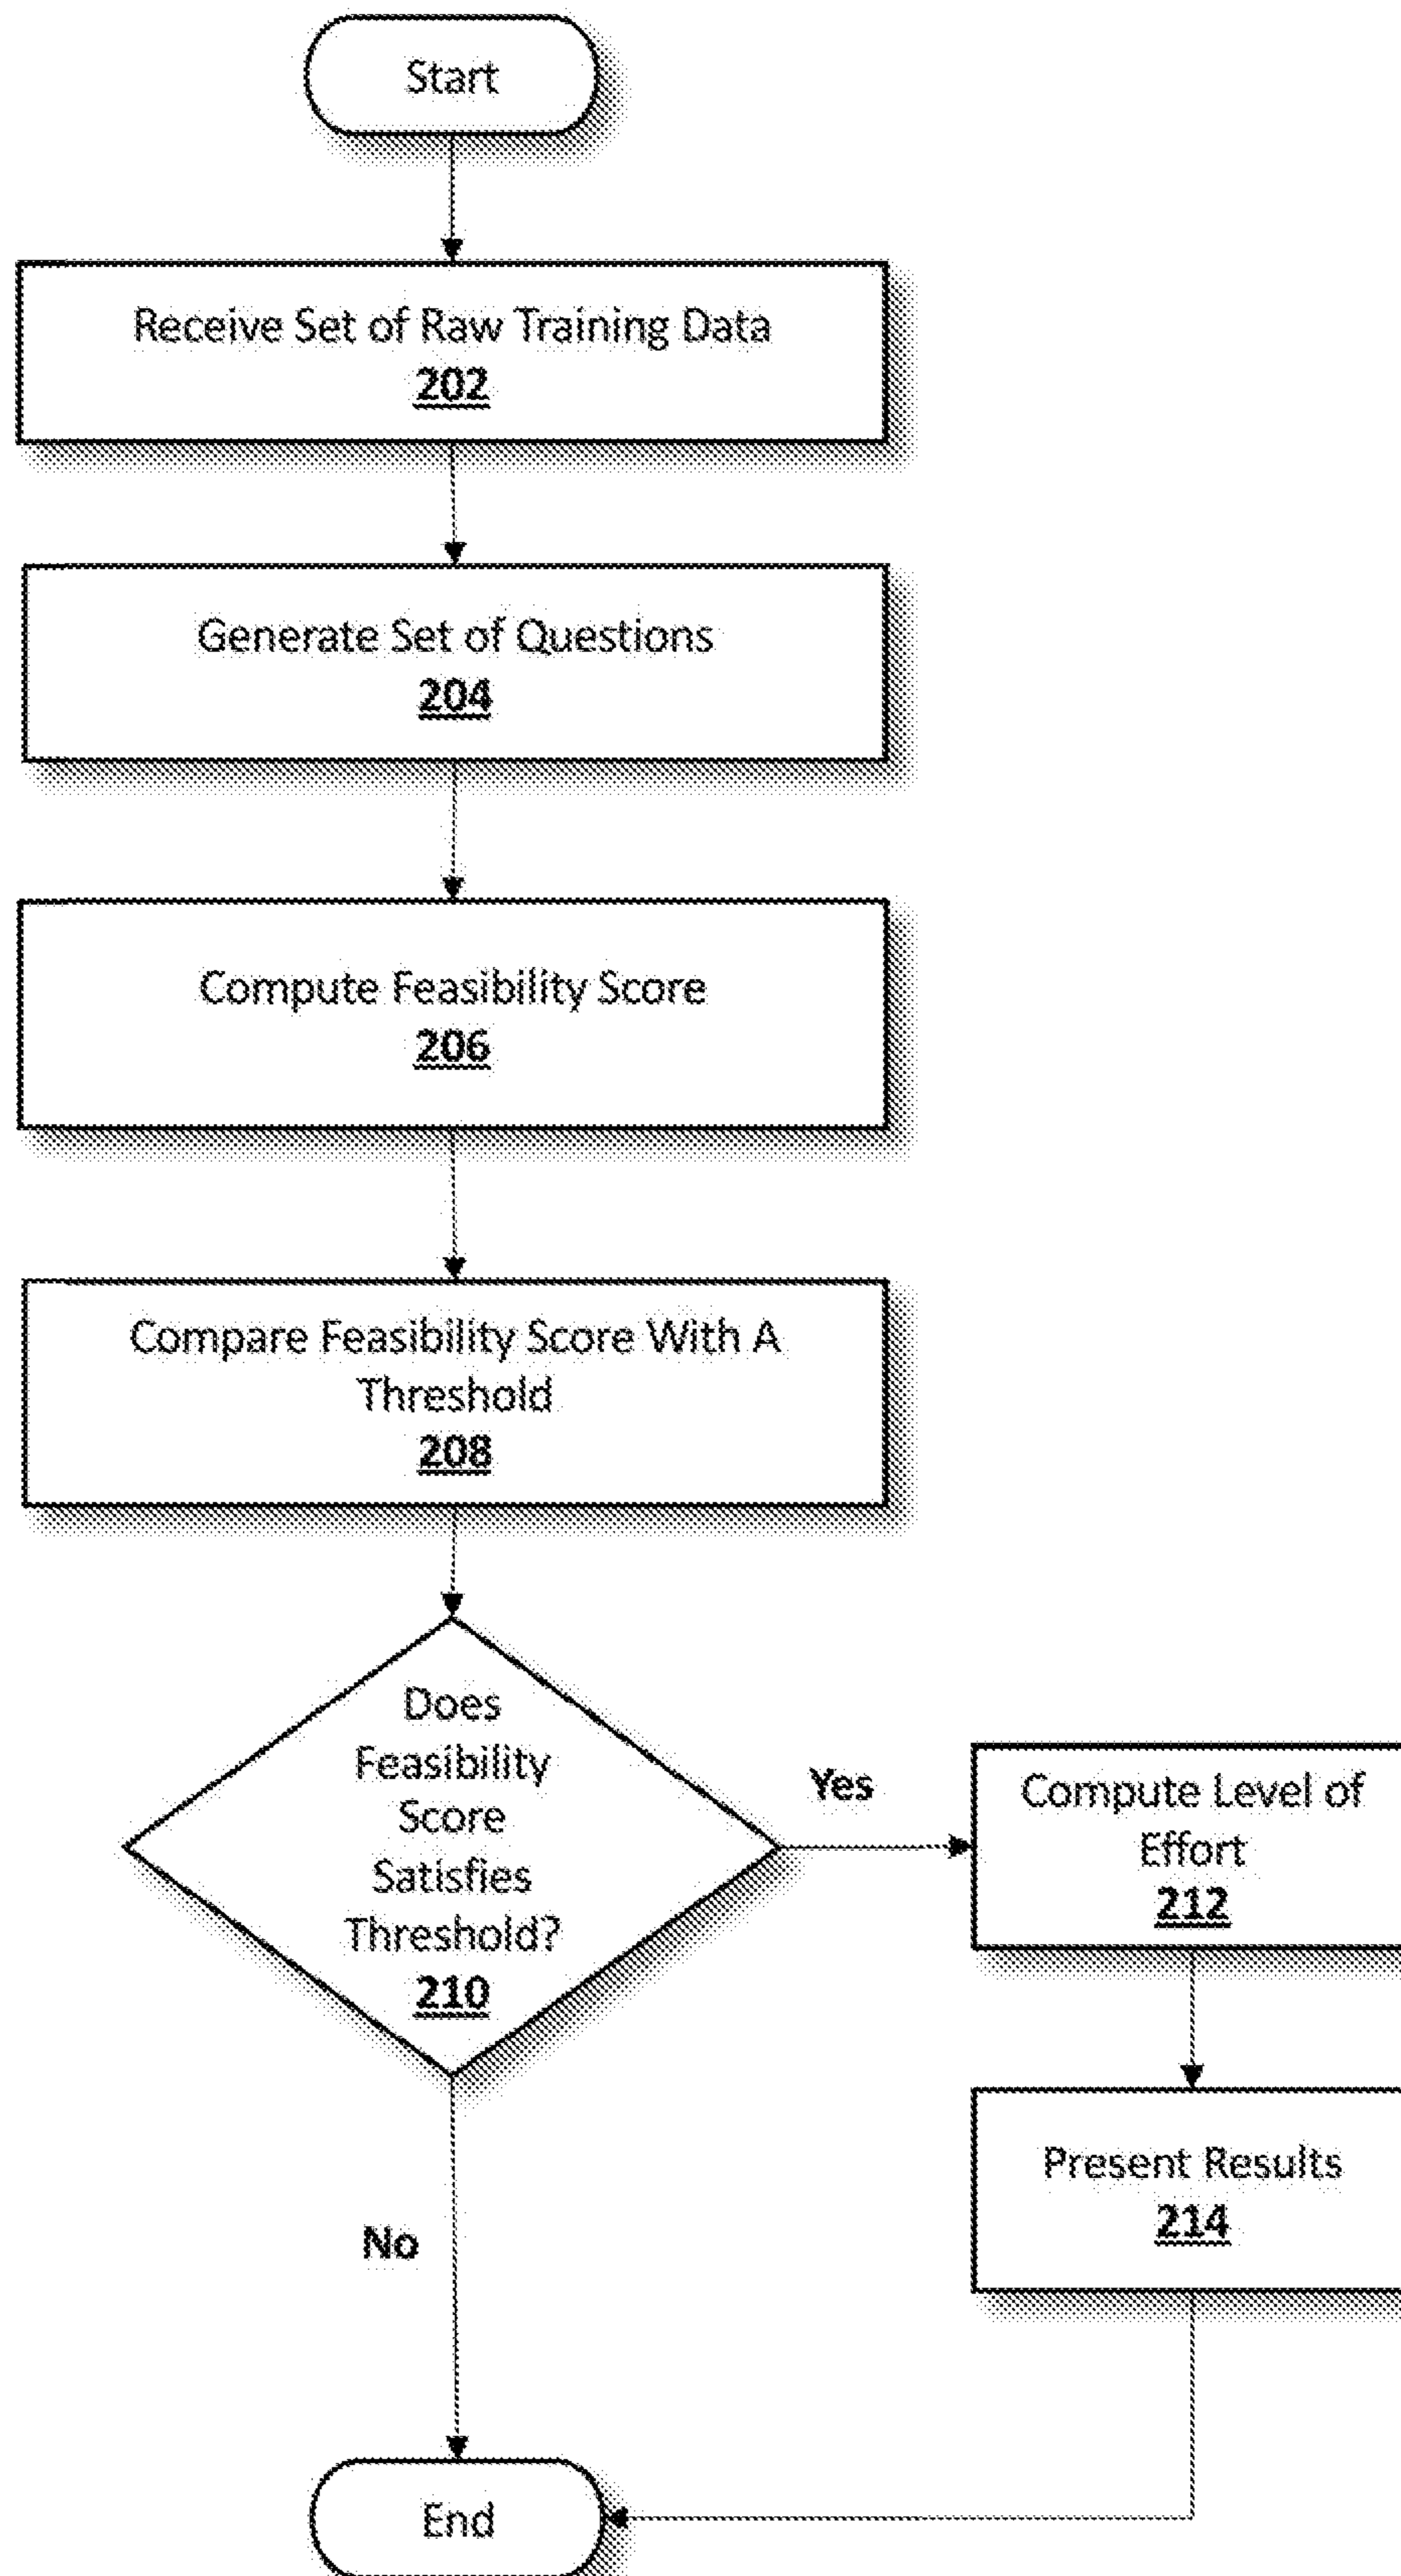 Start
Receive Set of Raw Training Data
202
Generate Set of Questions
204
Compute Feasibility Score
206
Compare Feasibility Score With A
Threshold
208
Does
Feasibility
Score
Satisfies
Threshold?
210
Yes
Compute Level of
Effort
212
Present Results
214
No
End